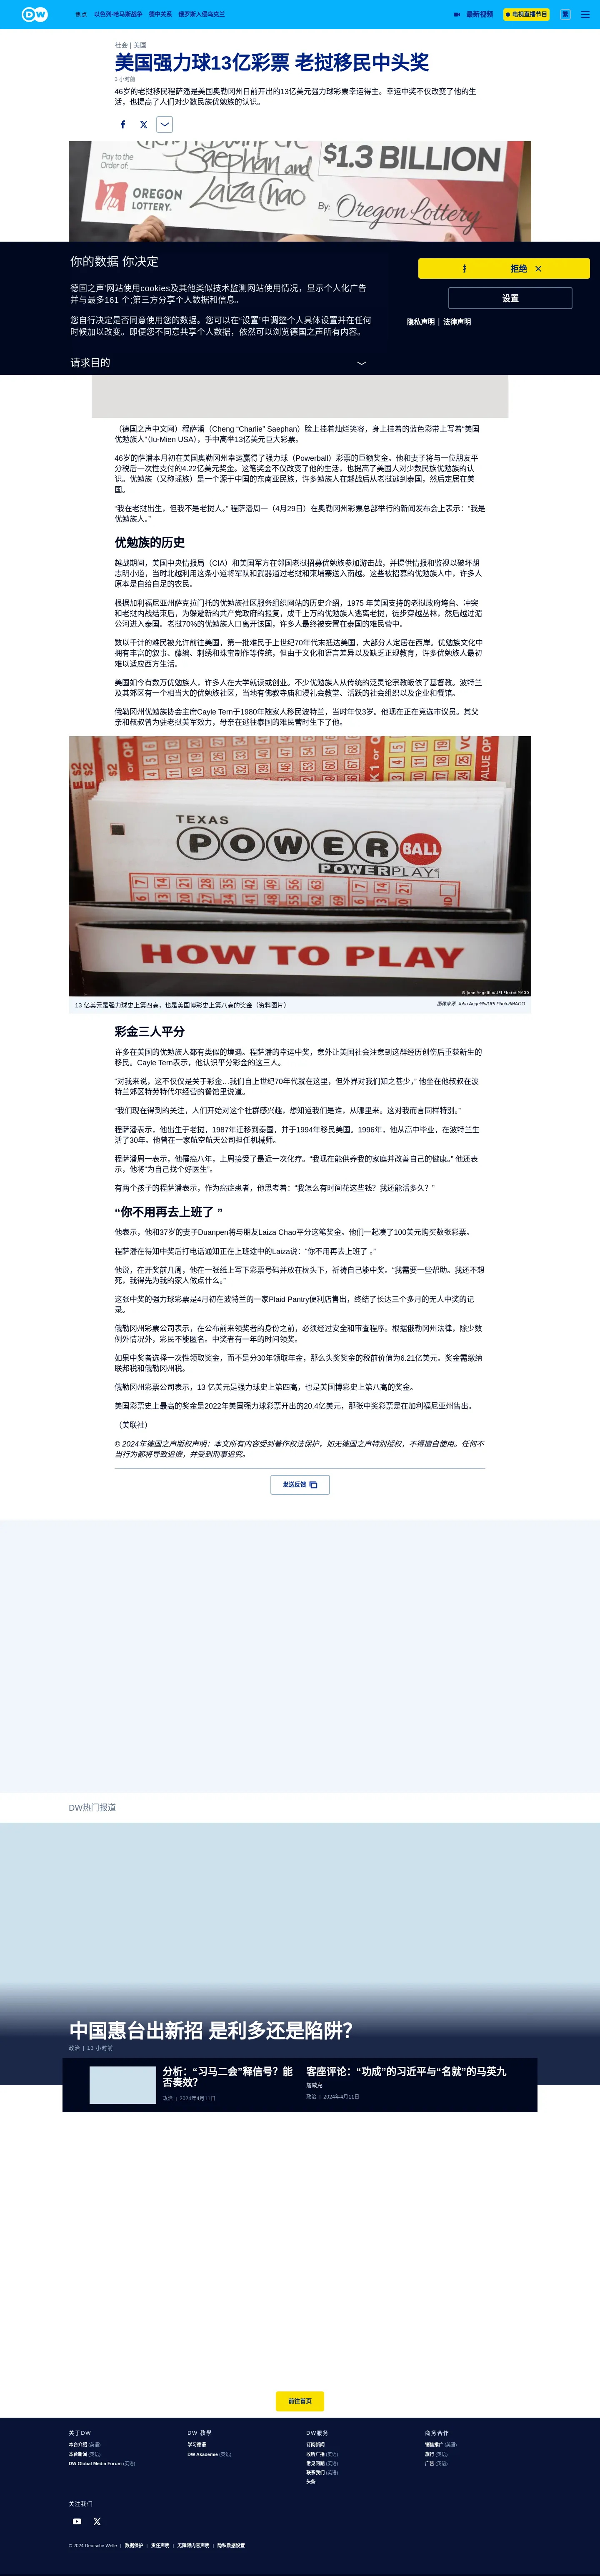 DW
焦点 以色列-哈马斯战争 德中关系 俄罗斯入侵乌克兰
最新视频 电视直播节目 繁
社会 | 美国
美国强力球13亿彩票 老挝移民中头奖
3 小时前
46岁的老挝移民程萨潘是美国奥勒冈州日前开出的13亿美元强力球彩票幸运得主。幸运中奖不仅改变了他的生
活，也提高了人们对少数民族优勉族的认识。
Pay to the
Order of:
Laiza Chao
$1.3 BILLION
OREGON
LOTTERY
By: Oregon Lottery
你的数据 你决定
德国之声'网站使用cookies及其他类似技术监测网站使用情况，显示个人化广告
并与最多161 个;第三方分享个人数据和信息。
您自行决定是否同意使用您的数据。您可以在"设置"中调整个人具体设置并在任何
时候加以改变。即便您不同意共享个人数据，依然可以浏览德国之声所有内容。
请求目的
拒绝
设置
隐私声明 | 法律声明
（德国之声中文网）程萨潘（Cheng “Charlie” Saephan）脸上挂着灿烂笑容，身上挂着的蓝色彩带上写着“美国
优勉族人”（Iu-Mien USA），手中高举13亿美元巨大彩票。
46岁的萨潘本月初在美国奥勒冈州幸运赢得了强力球（Powerball）彩票的巨额奖金。他和妻子将与一位朋友平
分税后一次性支付的4.22亿美元奖金。这笔奖金不仅改变了他的生活，也提高了美国人对少数民族优勉族的认
识。优勉族（又称瑶族）是一个源于中国的东南亚民族，许多勉族人在越战后从老挝逃到泰国，然后定居在美
国。
“我在老挝出生，但我不是老挝人。” 程萨潘周一（4月29日）在奥勒冈州彩票总部举行的新闻发布会上表示：“我是
优勉族人。”
优勉族的历史
越战期间，美国中央情报局（CIA）和美国军方在邻国老挝招募优勉族参加游击战，并提供情报和监视以破坏胡
志明小道，当时北越利用这条小道将军队和武器通过老挝和柬埔寨送入南越。这些被招募的优勉族人中，许多人
原本是自给自足的农民。
根据加利福尼亚州萨克拉门托的优勉族社区服务组织网站的历史介绍，1975 年美国支持的老挝政府垮台、冲突
和老挝内战结束后，为躲避新的共产党政府的报复，成千上万的优勉族人逃离老挝，徒步穿越丛林，然后越过湄
公河进入泰国。老挝70%的优勉族人口离开该国，许多人最终被安置在泰国的难民营中。
数以千计的难民被允许前往美国，第一批难民于上世纪70年代末抵达美国，大部分人定居在西岸。优勉族文化中
拥有丰富的叙事、藤编、刺绣和珠宝制作等传统，但由于文化和语言差异以及缺乏正规教育，许多优勉族人最初
难以适应西方生活。
美国如今有数万优勉族人，许多人在大学就读或创业。不少优勉族人从传统的泛灵论宗教皈依了基督教。波特兰
及其郊区有一个相当大的优勉族社区，当地有佛教寺庙和浸礼会教堂、活跃的社会组织以及企业和餐馆。
俄勒冈州优勉族协会主席Cayle Tern于1980年随家人移民波特兰，当时年仅3岁。他现在正在竞选市议员。其父
亲和叔叔曾为驻老挝美军效力，母亲在逃往泰国的难民营时生下了他。
TEXAS
POWERBALL
POWERPLAY
HOW TO PLAY
© John Angelillo/UPI Photo/IMAGO
13 亿美元是强力球史上第四高，也是美国博彩史上第八高的奖金（资料图片）
图像来源: John Angelillo/UPI Photo/IMAGO
彩金三人平分
许多在美国的优勉族人都有类似的境遇。程萨潘的幸运中奖，意外让美国社会注意到这群经历创伤后重获新生的
移民。Cayle Tern表示，他认识平分彩金的这三人。
“对我来说，这不仅仅是关于彩金…我们自上世纪70年代就在这里，但外界对我们知之甚少，” 他坐在他叔叔在波
特兰郊区特劳特代尔经营的餐馆里说道。
“我们现在得到的关注，人们开始对这个社群感兴趣，想知道我们是谁，从哪里来。这对我而言同样特别。”
程萨潘表示，他出生于老挝，1987年迁移到泰国，并于1994年移民美国。1996年，他从高中毕业，在波特兰生
活了30年。他曾在一家航空航天公司担任机械师。
程萨潘周一表示，他罹癌八年，上周接受了最近一次化疗。“我现在能供养我的家庭并改善自己的健康。” 他还表
示，他将“为自己找个好医生”。
有两个孩子的程萨潘表示，作为癌症患者，他思考着：“我怎么有时间花这些钱？我还能活多久？”
“你不用再去上班了 ”
他表示，他和37岁的妻子Duanpen将与朋友Laiza Chao平分这笔奖金。他们一起凑了100美元购买数张彩票。
程萨潘在得知中奖后打电话通知正在上班途中的Laiza说：“你不用再去上班了 。”
他说，在开奖前几周，他在一张纸上写下彩票号码并放在枕头下，祈祷自己能中奖。“我需要一些帮助。我还不想
死，我得先为我的家人做点什么。”
这张中奖的强力球彩票是4月初在波特兰的一家Plaid Pantry便利店售出，终结了长达三个多月的无人中奖的记
录。
俄勒冈州彩票公司表示，在公布前来领奖者的身份之前，必须经过安全和审查程序。根据俄勒冈州法律，除少数
例外情况外，彩民不能匿名。中奖者有一年的时间领奖。
如果中奖者选择一次性领取奖金，而不是分30年领取年金，那么头奖奖金的税前价值为6.21亿美元。奖金需缴纳
联邦税和俄勒冈州税。
俄勒冈州彩票公司表示，13 亿美元是强力球史上第四高，也是美国博彩史上第八高的奖金。
美国彩票史上最高的奖金是2022年美国强力球彩票开出的20.4亿美元，那张中奖彩票是在加利福尼亚州售出。
（美联社）
© 2024年德国之声版权声明：本文所有内容受到著作权法保护，如无德国之声特别授权，不得擅自使用。任何不
当行为都将导致追偿，并受到刑事追究。
发送反馈
DW热门报道
中国惠台出新招 是利多还是陷阱？
政治 | 13 小时前
分析：“习马二会”释信号？能
否奏效？
政治 | 2024年4月11日
客座评论：“功成”的习近平与“名就”的马英九
詹威克
政治 | 2024年4月11日
前往首页
关于DW
本台介绍 (英语)
本台新闻 (英语)
DW Global Media Forum (英语)
DW 教學
学习德语
DW Akademie (英语)
DW服务
订阅新闻
收听广播 (英语)
常见问题 (英语)
联系我们 (英语)
头条
商务合作
销售推广 (英语)
旅行 (英语)
广告 (英语)
关注我们
© 2024 Deutsche Welle | 数据保护 | 责任声明 | 无障碍内容声明 | 隐私数据设置